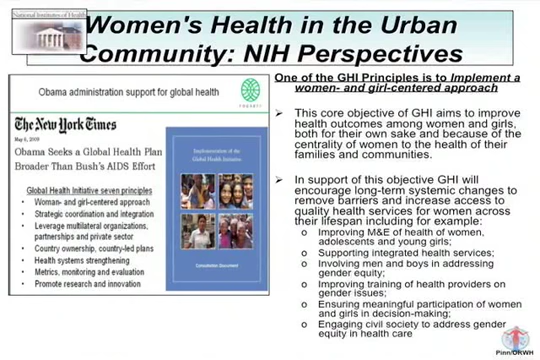 National Institutes of Health
Women's Health in the Urban
Community: NIH Perspectives
Obama administration support for global health
The New York Times
May 6, 2009
Obama Seeks a Global Health Plan
Broader Than Bush's AIDS Effort
Global Health Initiative seven principles
• Woman- and girl-centered approach
• Strategic coordination and integration
• Leverage multilateral organizations,
partnerships and private sector
• Country ownership, country-led plans
• Health systems strengthening
• Metrics, monitoring and evaluation
• Promote research and innovation
Implementation of the
Global Health Initiative
Consultation Document
One of the GHI Principles is to Implement a
women- and girl-centered approach
➢ This core objective of GHI aims to improve
health outcomes among women and girls,
both for their own sake and because of the
centrality of women to the health of their
families and communities.
➢ In support of this objective GHI will
encourage long-term systemic changes to
remove barriers and increase access to
quality health services for women across
their lifespan including for example:
o Improving M&E of health of women,
adolescents and young girls;
o Supporting integrated health services;
o Involving men and boys in addressing
gender equity;
o Improving training of health providers on
gender issues;
o Ensuring meaningful participation of women
and girls in decision-making;
o Engaging civil society to address gender
equity in health care
Pinn/ORWH